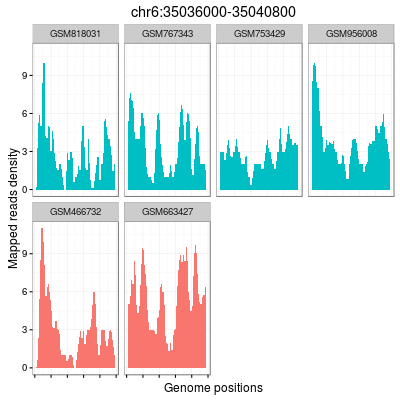 chr6:35036000-35040800
GSM818031 GSM767343 GSM753429 GSM956008
9
6
3
0
GSM466732 GSM663427
9
6
3
0
Mapped reads density
Genome positions